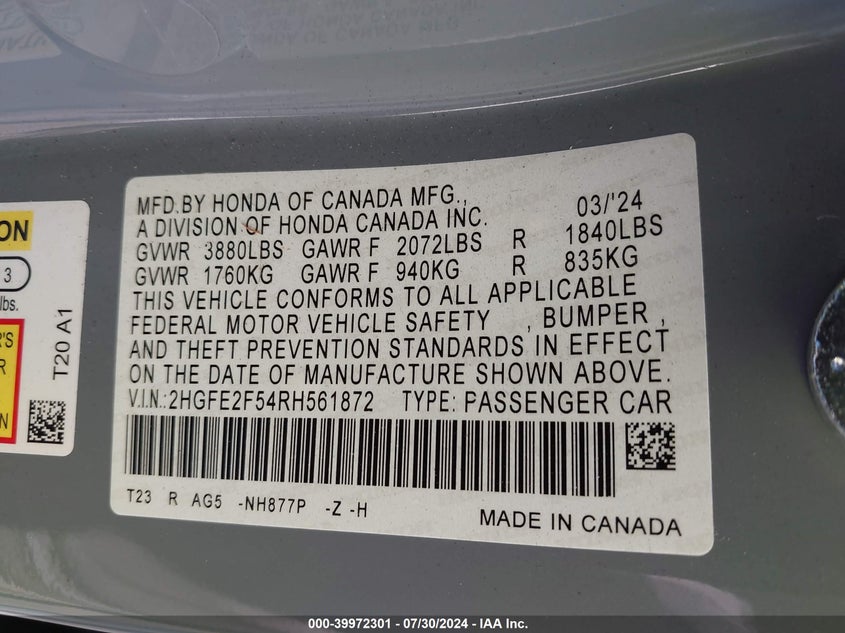 MFD.BY HONDA OF CANADA MFG., 03/'24
A DIVISION OF HONDA CANADA INC.
GVWR 3880LBS GAWR F 2072LBS R 1840LBS
GVWR 1760KG GAWR F 940KG R 835KG
THIS VEHICLE CONFORMS TO ALL APPLICABLE
FEDERAL MOTOR VEHICLE SAFETY , BUMPER ,
AND THEFT PREVENTION STANDARDS IN EFFECT
ON THE DATE OF MANUFACTURE SHOWN ABOVE.
V.I.N.:2HGFE2F54RH561872 TYPE: PASSENGER CAR
T23 R AG5 -NH877P -Z -H
MADE IN CANADA
ON
3
lbs.
R'S
R
N
T20 A1
000-39972301 - 07/30/2024 - IAA Inc.